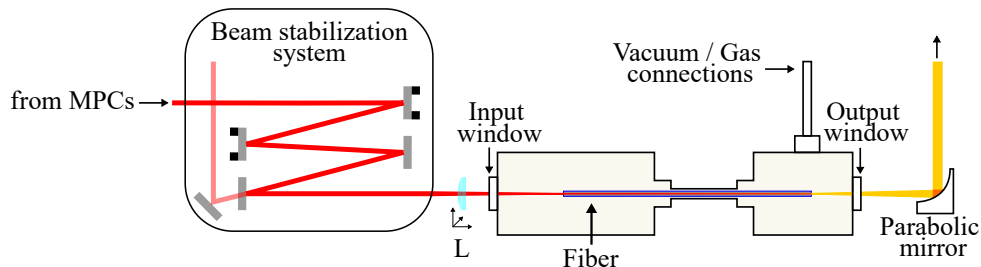 Beam stabilization
system
from MPCs
Input
window
L
Fiber
Vacuum / Gas
connections
Output
window
Parabolic
mirror